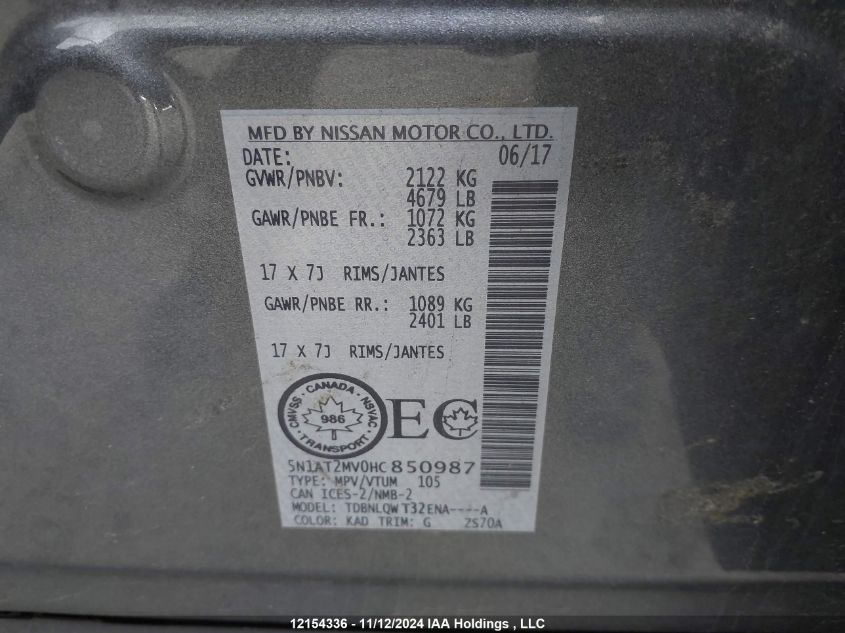 MFD BY NISSAN MOTOR CO., LTD.
DATE: 06/17
GVWR/PNBV: 2122 KG
4679 LB
GAWR/PNBE FR.: 1072 KG
2363 LB
17 X 7J RIMS/JANTES
GAWR/PNBE RR.: 1089 KG
2401 LB
17 X 7J RIMS/JANTES
CANADA
CMVSS NSVAC
986
TRANSPORT
EC
5N1AT2MV0HC850987
TYPE: MPV/VTUM 105
CAN ICES-2/NMB-2
MODEL: TDBNLQW T32ENA----A
COLOR: KAD TRIM: G 2S70A
12154336 - 11/12/2024 IAA Holdings , LLC